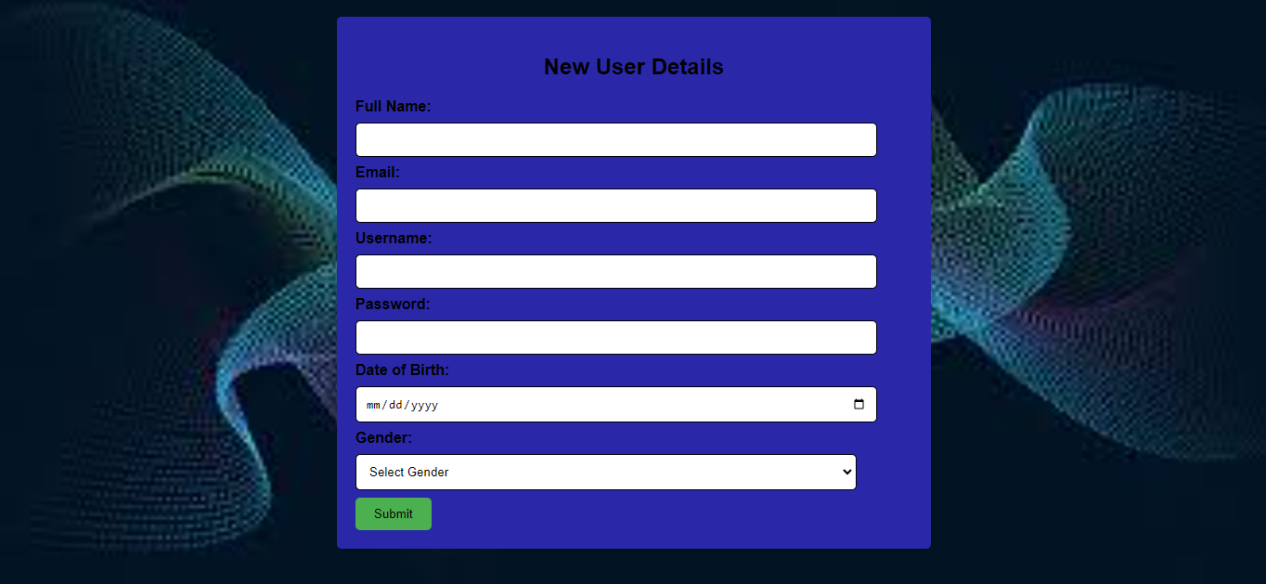 New User Details
Full Name:
Email:
Username:
Password:
Date of Birth:
mm/dd/yyyy
Gender:
Select Gender
Submit